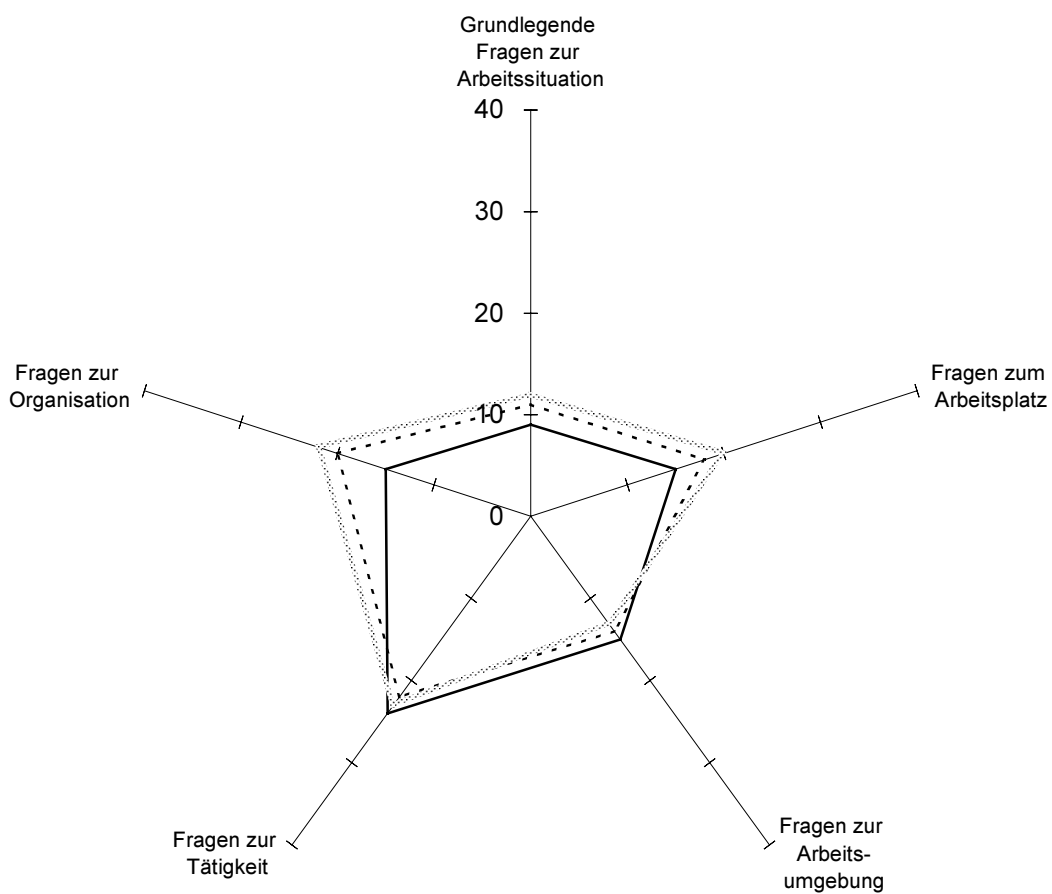 Grundlegende
Fragen zur
Arbeitssituation
40
30
20
10
0
Fragen zum
Arbeitsplatz
Fragen zur
Arbeits-
umgebung
Fragen zur
Tätigkeit
Fragen zur
Organisation